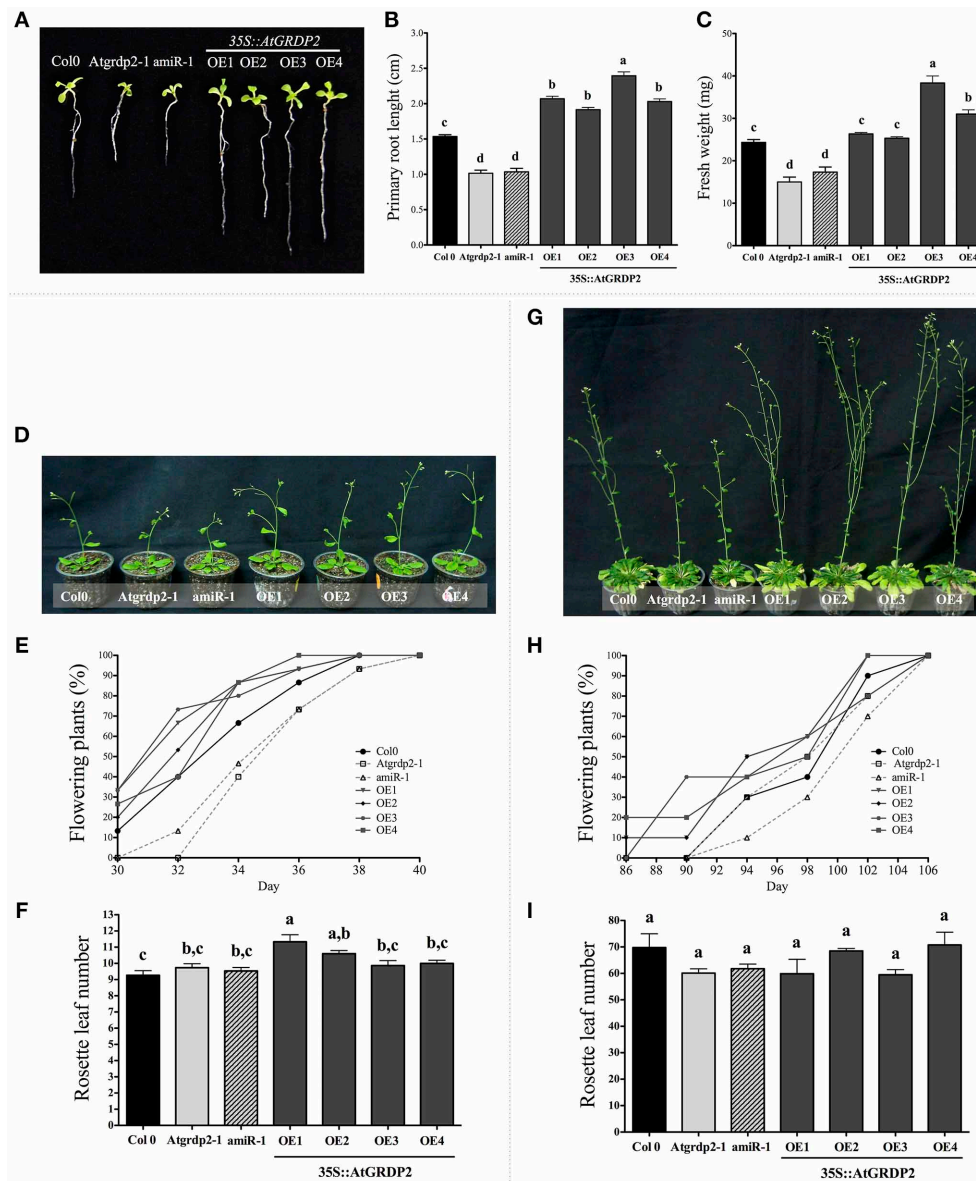 A
35S::AtGRDP2
Col0 Atgrdp2-1 amiR-1 OE1 OE2 OE3 OE4
B
Primary root lenght (cm)
3.0
2.5
2.0
1.5
1.0
0.5
0.0
c d d b b a b
Col 0 Atgrdp2-1 amiR-1 OE1 OE2 OE3 OE4
35S::AtGRDP2
C
Fresh weight (mg)
50
40
30
20
10
0
c d d c c a b
Col 0 Atgrdp2-1 amiR-1 OE1 OE2 OE3 OE4
35S::AtGRDP2
D
Col0 Atgrdp2-1 amiR-1 OE1 OE2 OE3 OE4
E
Flowering plants (%)
100
90
80
70
60
50
40
30
20
10
0
30 32 34 36 38 40
Day
Col0
Atgrdp2-1
amiR-1
OE1
OE2
OE3
OE4
F
Rosette leaf number
13
12
11
10
9
8
7
6
5
4
3
2
1
0
c b,c b,c a a,b b,c b,c
Col 0 Atgrdp2-1 amiR-1 OE1 OE2 OE3 OE4
35S::AtGRDP2
G
Col0 Atgrdp2-1 amiR-1 OE1 OE2 OE3 OE4
H
Flowering plants (%)
100
90
80
70
60
50
40
30
20
10
0
86 88 90 92 94 96 98 100 102 104 106
Day
Col0
Atgrdp2-1
amiR-1
OE1
OE2
OE3
OE4
I
Rosette leaf number
80
70
60
50
40
30
20
10
0
a a a a a a a
Col 0 Atgrdp2-1 amiR-1 OE1 OE2 OE3 OE4
35S::AtGRDP2